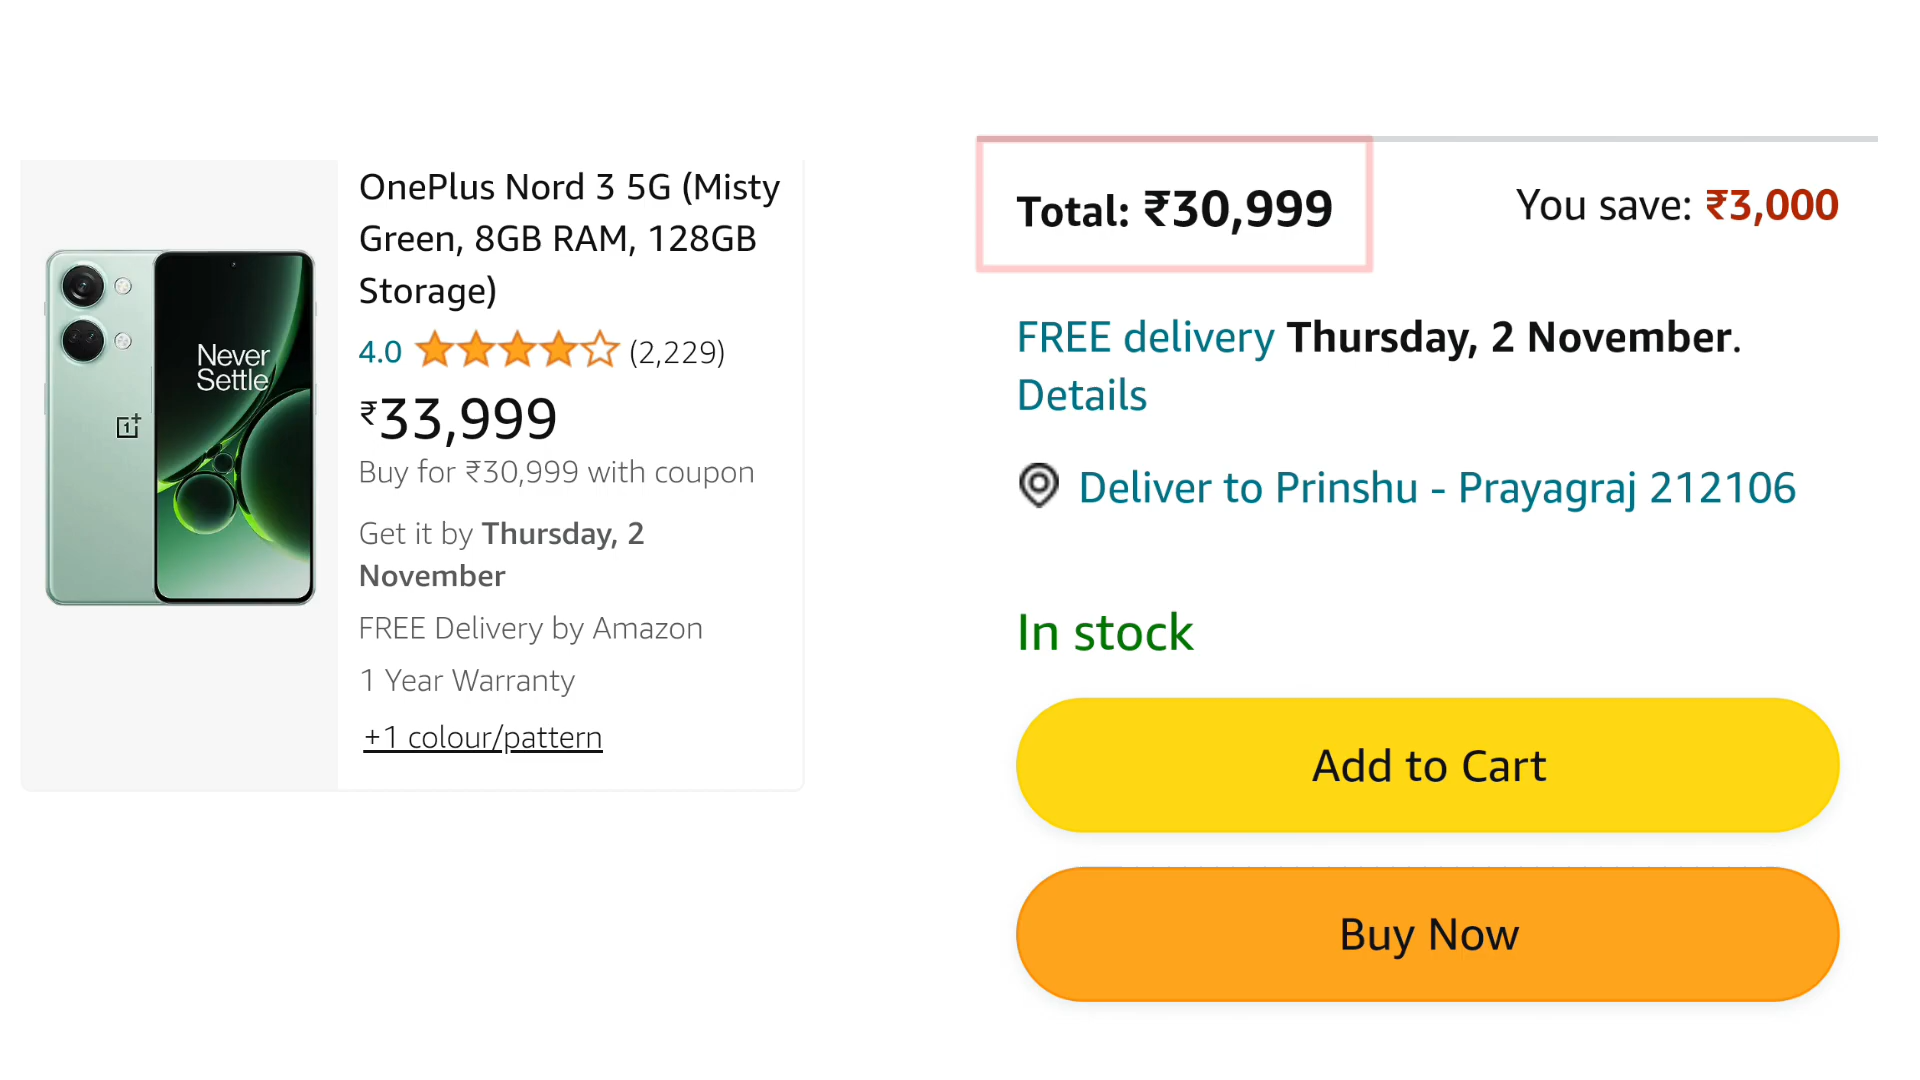 OnePlus Nord 3 5G (Misty
Green, 8GB RAM, 128GB
Storage)
4.0 (2,229)
₹33,999
Buy for ₹30,999 with coupon
Get it by Thursday, 2
November
FREE Delivery by Amazon
1 Year Warranty
+1 colour/pattern
Never
Settle
1+
Total: ₹30,999
You save: ₹3,000
FREE delivery Thursday, 2 November.
Details
Deliver to Prinshu - Prayagraj 212106
In stock
Add to Cart
Buy Now